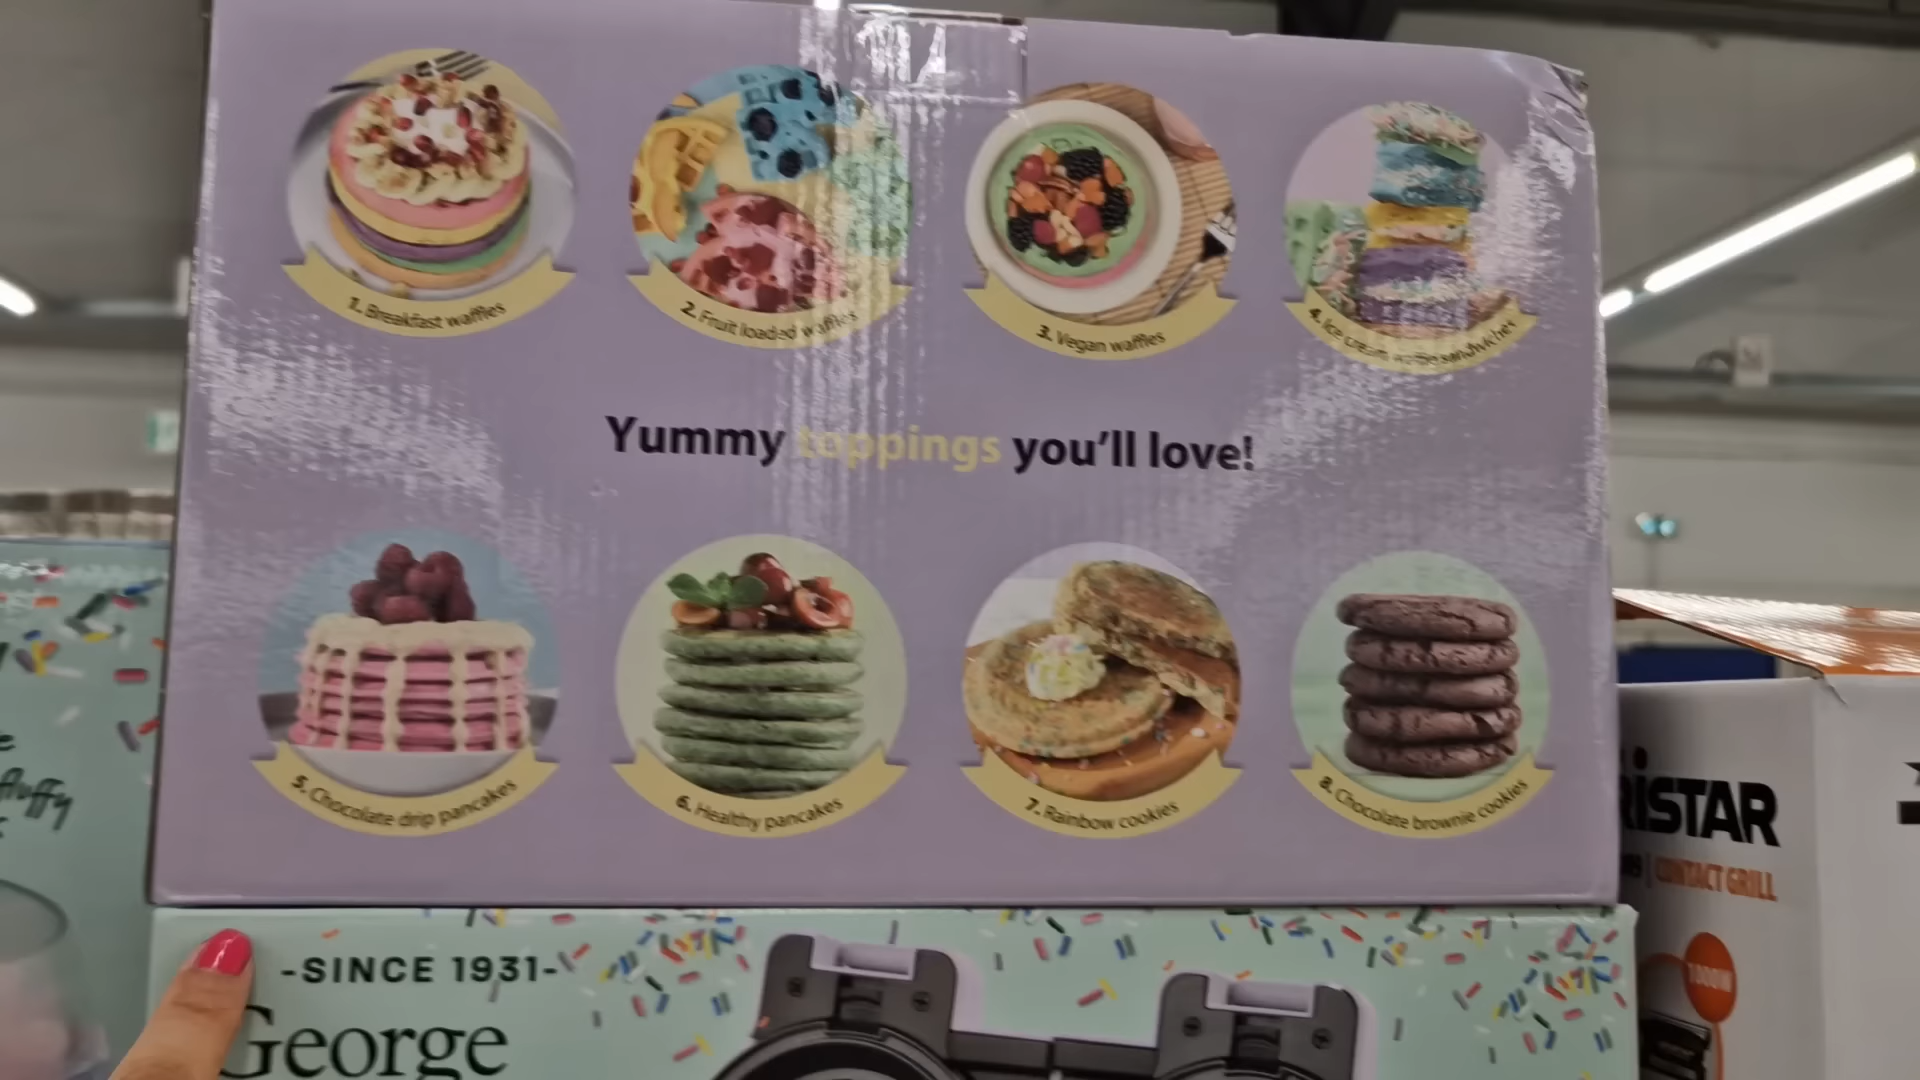 1. Breakfast waffles
2. Fruit loaded waffles
3. Vegan waffles
4. Ice cream waffle sandwiches
Yummy toppings you'll love!
5. Chocolate drip pancakes
6. Healthy pancakes
7. Rainbow cookies
8. Chocolate brownie cookies
fluffy
iSTAR
CONTACT GRILL
-SINCE 1931-
George